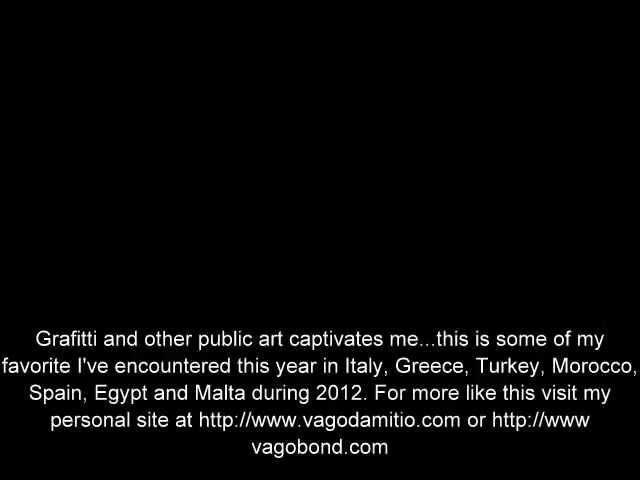 Grafitti and other public art captivates me...this is some of my
favorite I've encountered this year in Italy, Greece, Turkey, Morocco,
Spain, Egypt and Malta during 2012. For more like this visit my
personal site at http://www.vagodamitio.com or http://www
vagobond.com